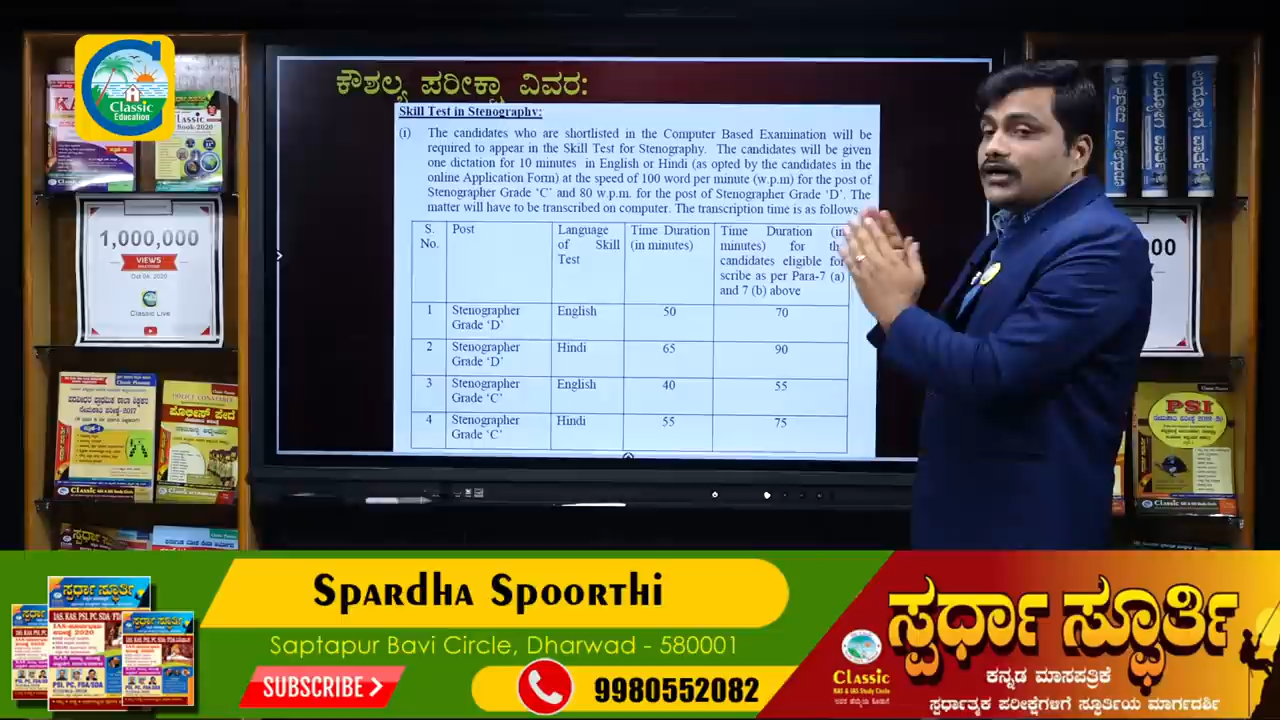 Classic
Education
ಕೌಶಲ್ಯ ಪರೀಕ್ಷಾ ವಿವರ:
Skill Test in Stenography:
(i) The candidates who are shortlisted in the Computer Based Examination will be
required to appear in the Skill Test for Stenography. The candidates will be given
one dictation for 10 minutes in English or Hindi (as opted by the candidates in the
online Application Form) at the speed of 100 word per minute (w.p.m) for the post of
Stenographer Grade ‘C’ and 80 w.p.m. for the post of Stenographer Grade ‘D’. The
matter will have to be transcribed on computer. The transcription time is as follows
S. No. Post Language of Skill Test Time Duration (in minutes) Time Duration (in minutes) for the candidates eligible for scribe as per Para-7 (a) and 7 (b) above
1 Stenographer Grade ‘D’ English 50 70
2 Stenographer Grade ‘D’ Hindi 65 90
3 Stenographer Grade ‘C’ English 40 55
4 Stenographer Grade ‘C’ Hindi 55 75
1,000,000
VIEWS
Classic Live
POLICE CONSTABLE
ಪೊಲೀಸ್ ಪೇದೆ
PSI
Spardha Spoorthi
Saptapur Bavi Circle, Dharwad - 58000
SUBSCRIBE
ಸ್ಪರ್ಧಾ ಸ್ಫೂರ್ತಿ
Classic
KAS & IAS Study Circle
ಕನ್ನಡ ಮಾಸಪತ್ರಿಕೆ
ಸ್ಪರ್ಧಾತ್ಮಕ ಪರೀಕ್ಷೆಗಳಿಗೆ ಸ್ಫೂರ್ತಿಯ ಮಾರ್ಗದರ್ಶಿ